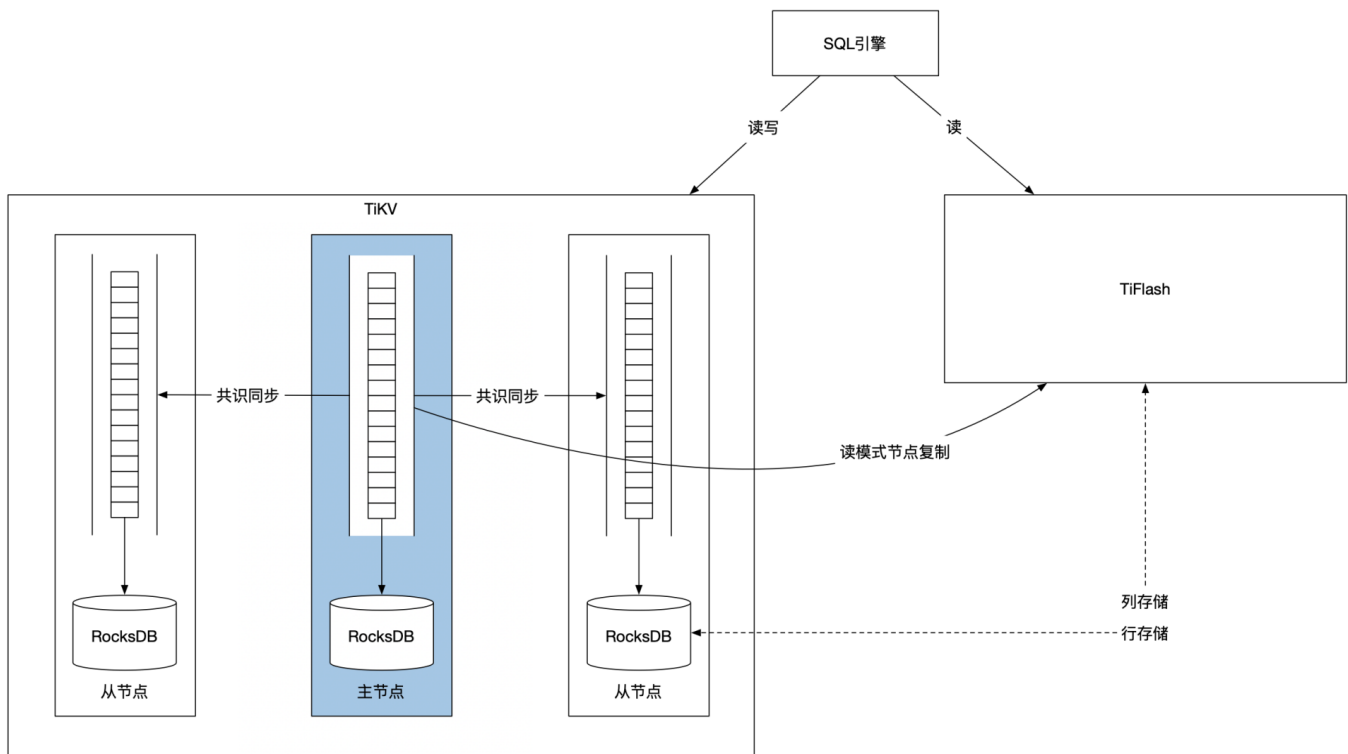 SQL引擎
读写
读
TiKV
TiFlash
共识同步
共识同步
读模式节点复制
列存储
行存储
RocksDB
RocksDB
RocksDB
从节点
主节点
从节点